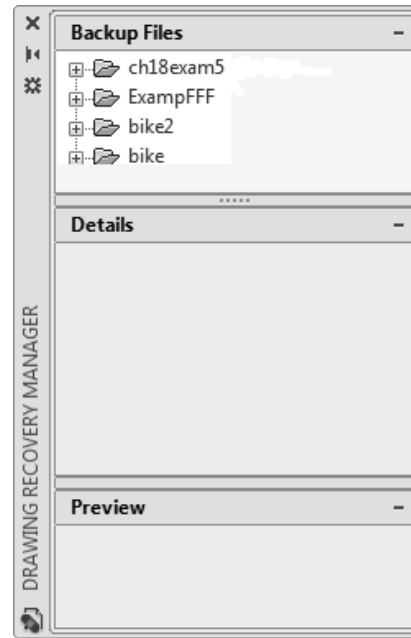 Backup Files
ch18exam5
ExampFFF
bike2
bike
Details
Preview
DRAWING RECOVERY MANAGER